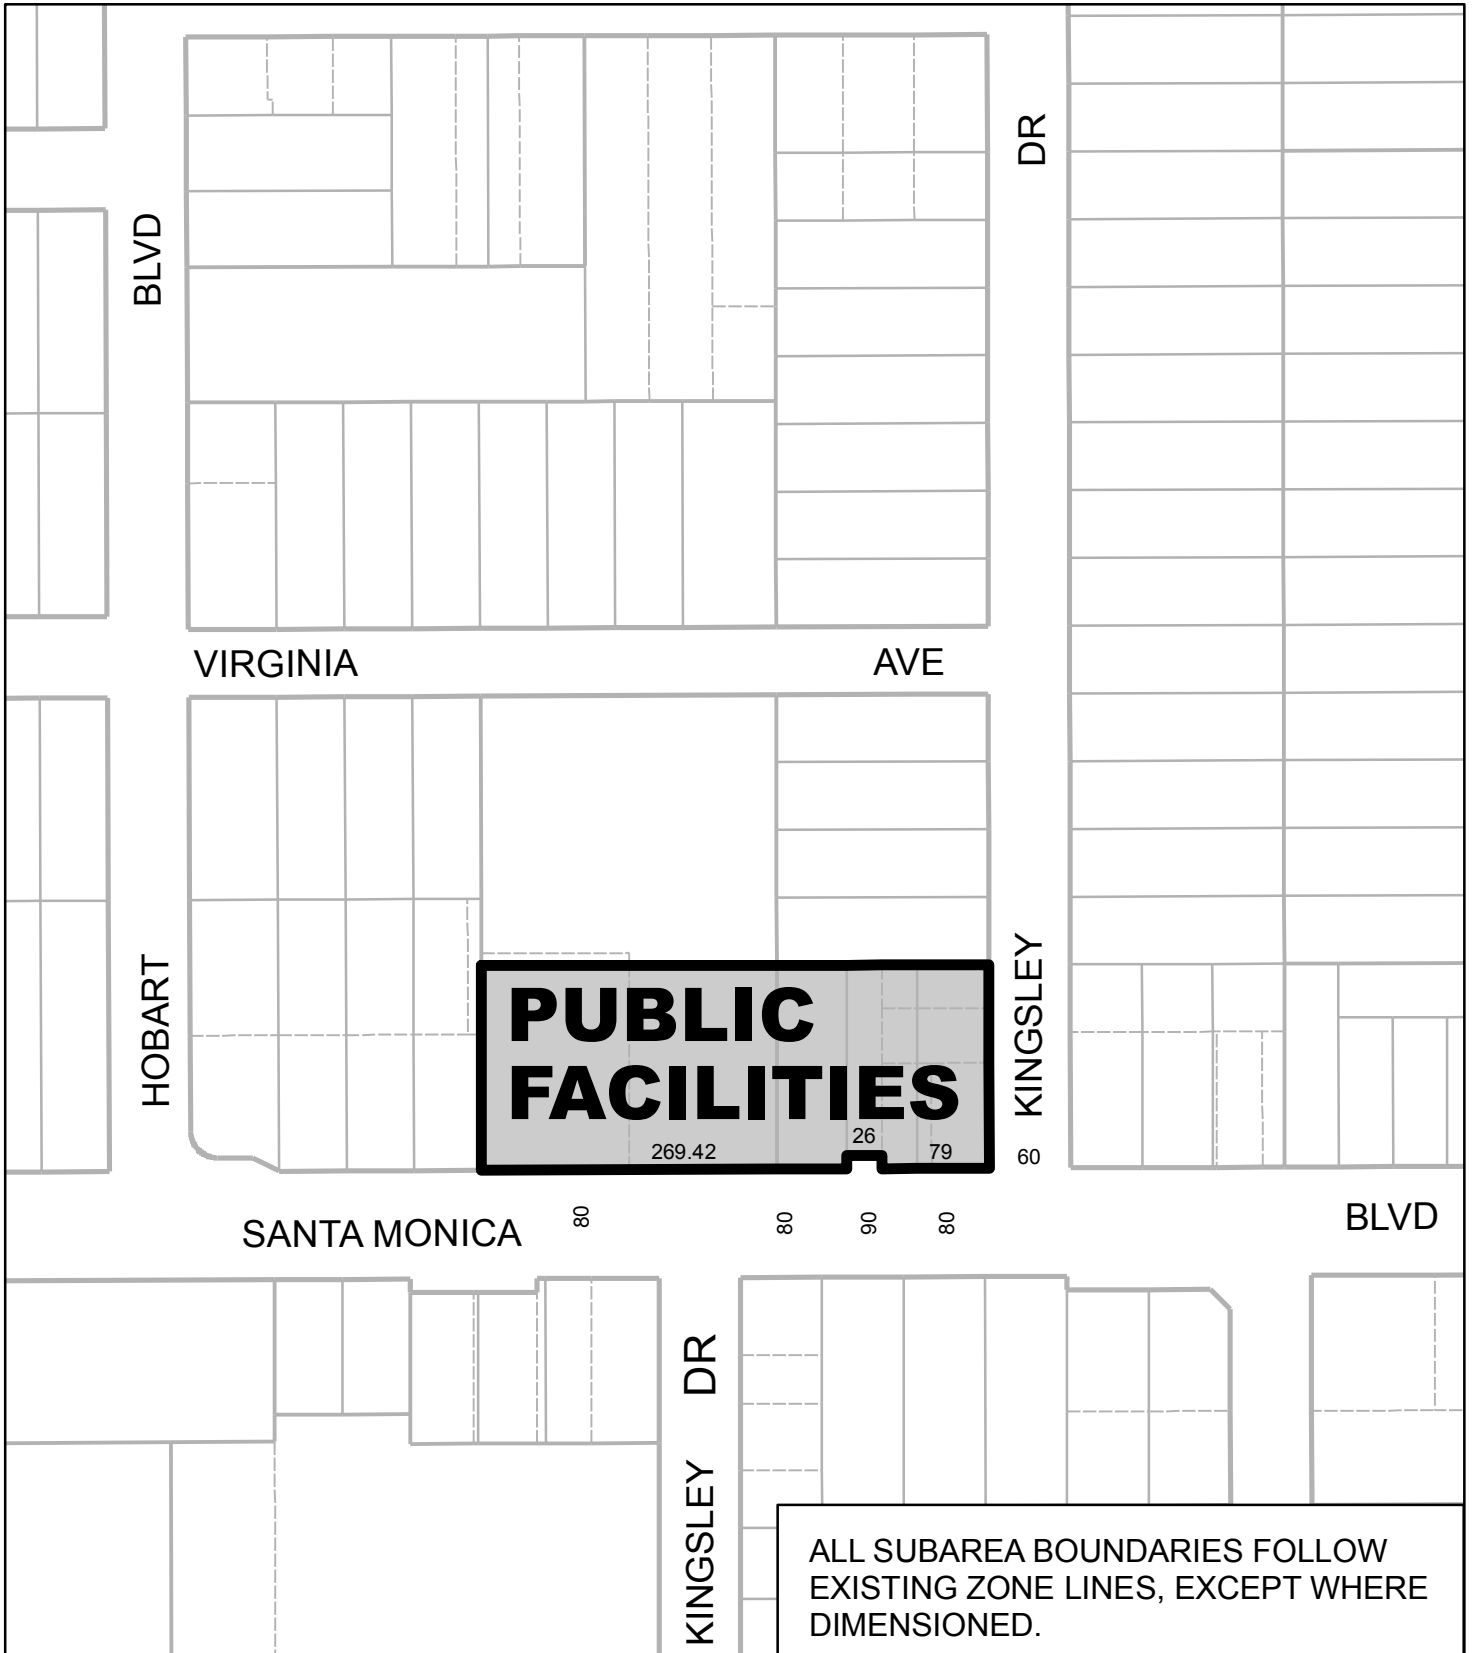 DR
BLVD
VIRGINIA
AVE
HOBART
KINGSLEY
PUBLIC
FACILITIES
269.42
26
79
60
SANTA MONICA
80
80
90
80
BLVD
DR
KINGSLEY
ALL SUBAREA BOUNDARIES FOLLOW
EXISTING ZONE LINES, EXCEPT WHERE
DIMENSIONED.